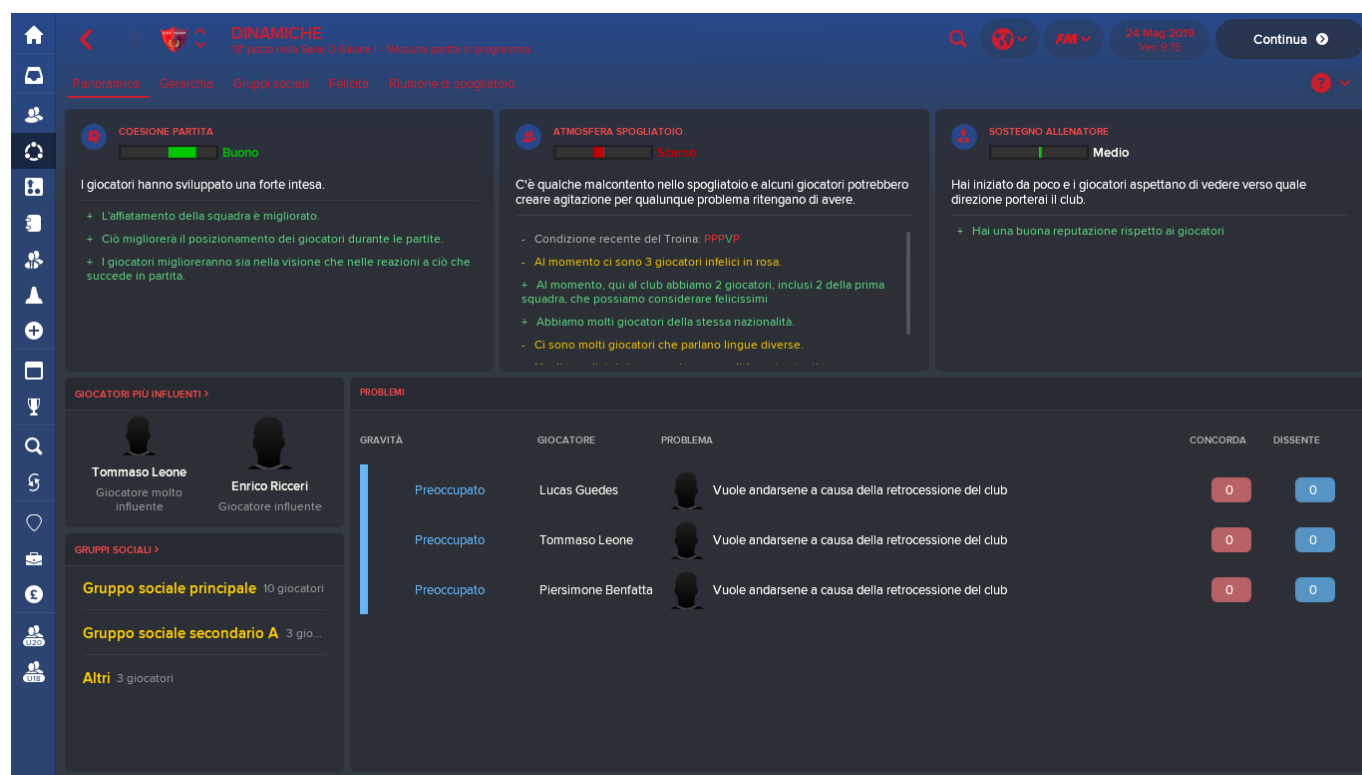 DINAMICHE
18° posto nella Serie D Girone I - Nessuna partita in programma
FM
24 Mag 2019
Ven 9:15
Continua
Panoramica Gerarchia Gruppi sociali Felicità Riunione di spogliatoio
?
COESIONE PARTITA
Buono
I giocatori hanno sviluppato una forte intesa.
+ L'affiatamento della squadra è migliorato.
+ Ciò migliorerà il posizionamento dei giocatori durante le partite.
+ I giocatori miglioreranno sia nella visione che nelle reazioni a ciò che
succede in partita.
ATMOSFERA SPOGLIATOIO
Scarso
C'è qualche malcontento nello spogliatoio e alcuni giocatori potrebbero
creare agitazione per qualunque problema ritengano di avere.
- Condizione recente del Troina: PPPVP
- Al momento ci sono 3 giocatori infelici in rosa.
+ Al momento, qui al club abbiamo 2 giocatori, inclusi 2 della prima
squadra, che possiamo considerare felicissimi
+ Abbiamo molti giocatori della stessa nazionalità.
- Ci sono molti giocatori che parlano lingue diverse.
SOSTEGNO ALLENATORE
Medio
Hai iniziato da poco e i giocatori aspettano di vedere verso quale
direzione porterai il club.
+ Hai una buona reputazione rispetto ai giocatori
GIOCATORI PIÙ INFLUENTI >
Tommaso Leone
Giocatore molto
influente
Enrico Ricceri
Giocatore influente
GRUPPI SOCIALI >
Gruppo sociale principale 10 giocatori
Gruppo sociale secondario A 3 gio...
Altri 3 giocatori
PROBLEMI
GRAVITÀ GIOCATORE PROBLEMA CONCORDA DISSENTE
Preoccupato Lucas Guedes Vuole andarsene a causa della retrocessione del club 0 0
Preoccupato Tommaso Leone Vuole andarsene a causa della retrocessione del club 0 0
Preoccupato Piersimone Benfatta Vuole andarsene a causa della retrocessione del club 0 0
U20
U18